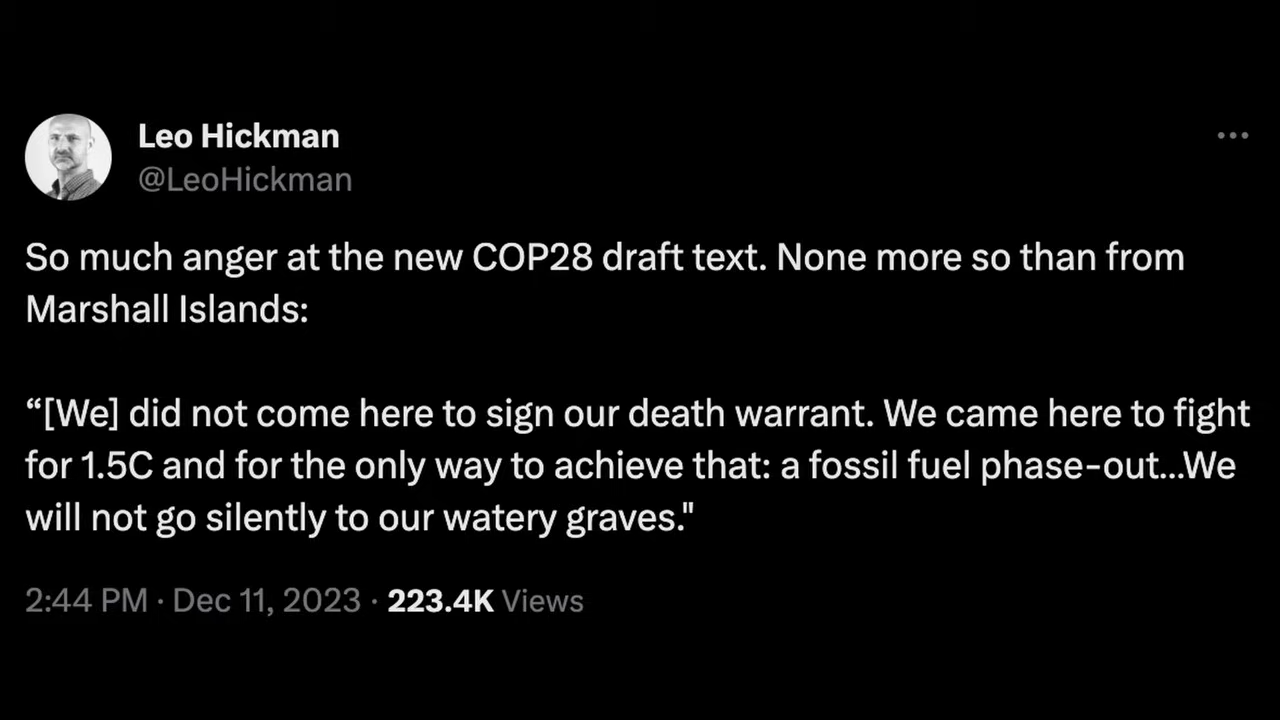 Leo Hickman
@LeoHickman
So much anger at the new COP28 draft text. None more so than from
Marshall Islands:
“[We] did not come here to sign our death warrant. We came here to fight
for 1.5C and for the only way to achieve that: a fossil fuel phase-out...We
will not go silently to our watery graves."
2:44 PM · Dec 11, 2023 · 223.4K Views